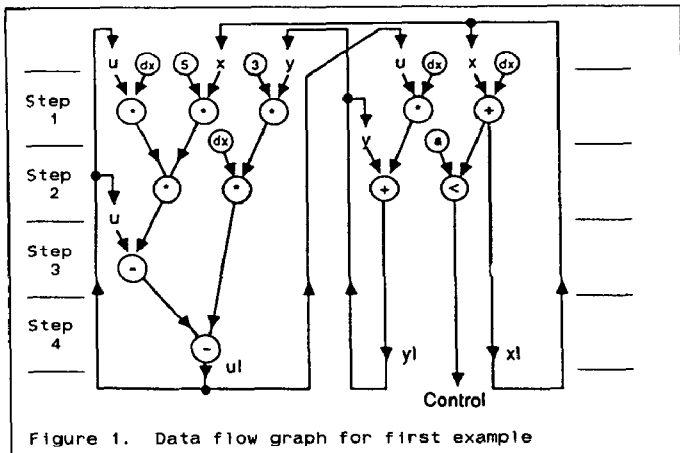 u dx 5 x 3 y u dx x dx
Step 1
* * * * +
dx y a
Step 2
* * + <
u
Step 3
-
Step 4
-
ul yl xl
Control
Figure 1. Data flow graph for first example